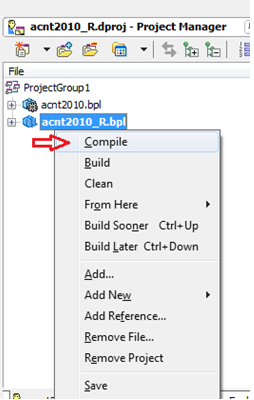 acnt2010_R.dproj - Project Manager
File
ProjectGroup1
acnt2010.bpl
acnt2010_R.bpl
Compile
Build
Clean
From Here
Build Sooner Ctrl+Up
Build Later Ctrl+Down
Add...
Add New
Add Reference...
Remove File...
Remove Project
Save